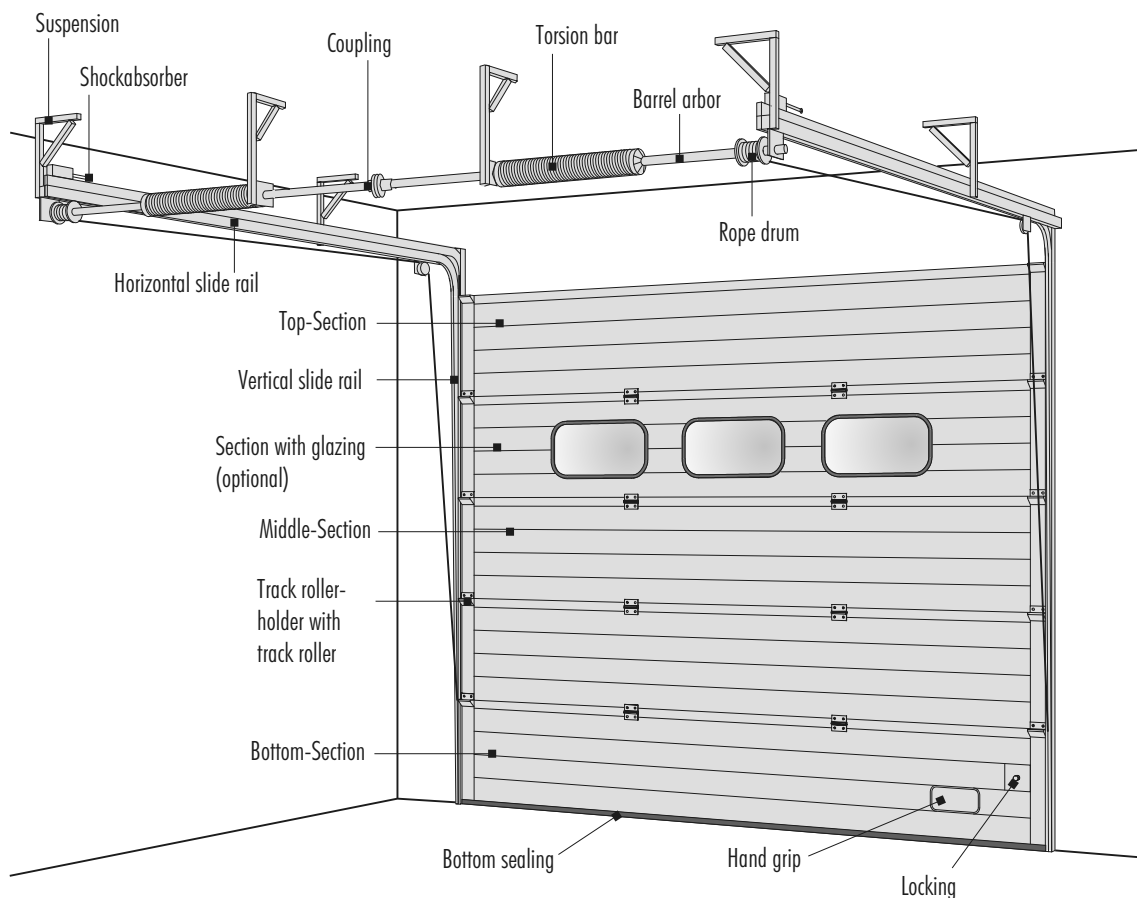 Suspension
Shockabsorber
Coupling
Torsion bar
Barrel arbor
Rope drum
Horizontal slide rail
Top-Section
Vertical slide rail
Section with glazing
(optional)
Middle-Section
Track roller-
holder with
track roller
Bottom-Section
Bottom sealing
Hand grip
Locking